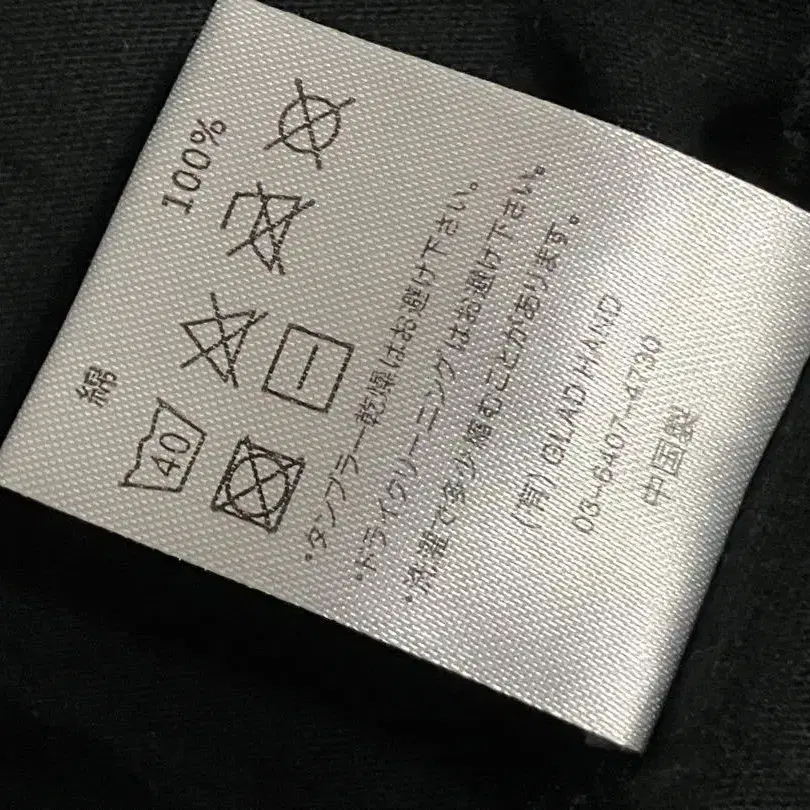 綿 100%
40
・タンブラー乾燥はお避け下さい。
・ドライクリーニングはお避け下さい。
・洗濯で多少縮むことがあります。
(有) GLAD HAND
03-6407-4730
中国製